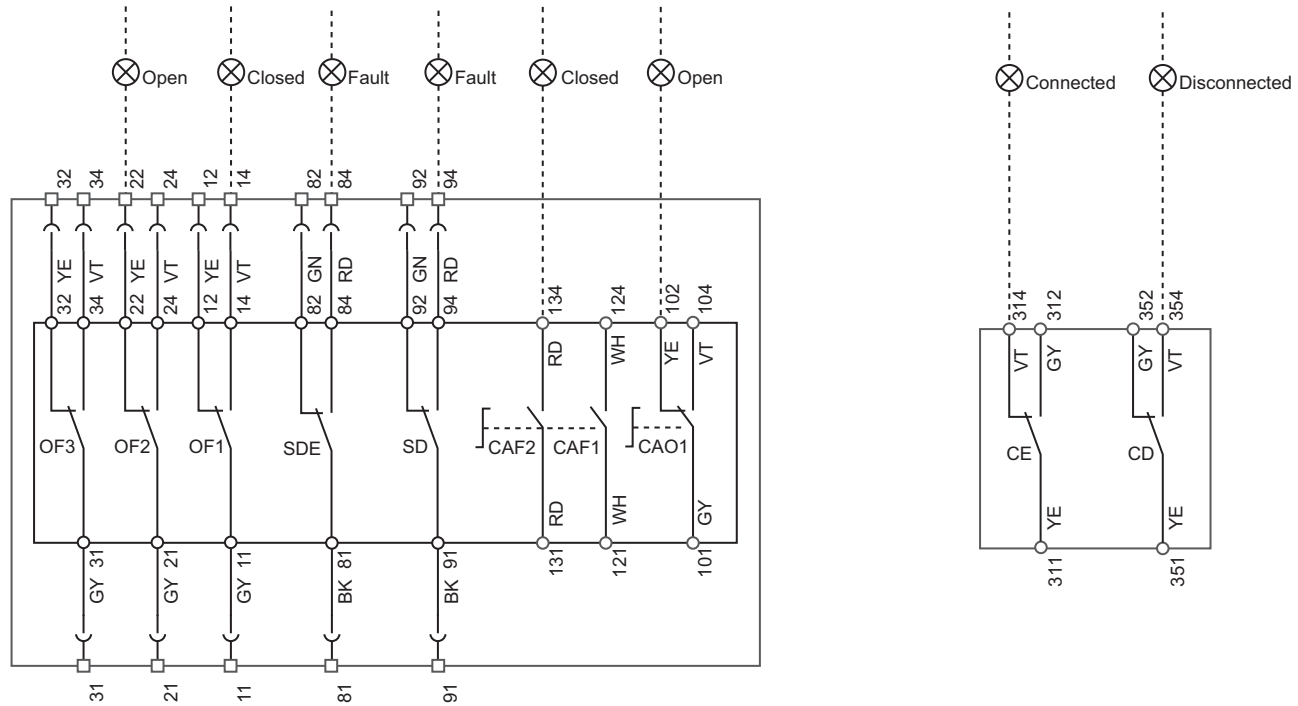 Open Closed Fault Fault Closed Open Connected Disconnected
32 34 22 24 12 14 82 84 92 94
YE VT YE VT YE VT GN RD GN RD
32 34 22 24 12 14 82 84 92 94 134 124 102 104 314 312 352 354
RD WH YE VT VT GY GY VT
OF3 OF2 OF1 SDE SD CAF2 CAF1 CAO1 CE CD
RD WH GY YE YE
31 21 11 81 91 131 121 101 311 351
GY GY GY BK BK
31 21 11 81 91